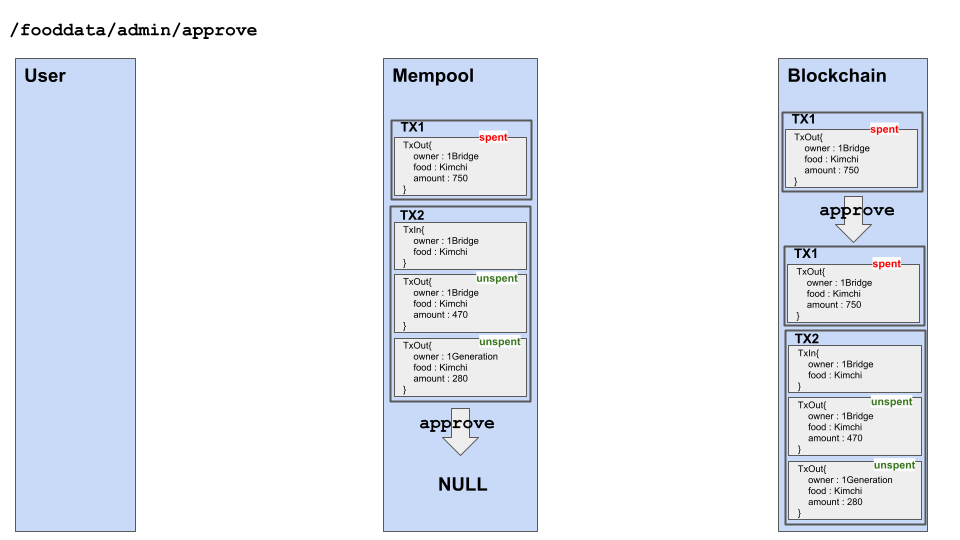 /fooddata/admin/approve
User
Mempool
TX1
spent
TxOut{
owner : 1Bridge
food : Kimchi
amount : 750
}
TX2
TxIn{
owner : 1Bridge
food : Kimchi
}
unspent
TxOut{
owner : 1Bridge
food : Kimchi
amount : 470
}
unspent
TxOut{
owner : 1Generation
food : Kimchi
amount : 280
}
approve
NULL
Blockchain
TX1
spent
TxOut{
owner : 1Bridge
food : Kimchi
amount : 750
}
approve
TX1
spent
TxOut{
owner : 1Bridge
food : Kimchi
amount : 750
}
TX2
TxIn{
owner : 1Bridge
food : Kimchi
}
unspent
TxOut{
owner : 1Bridge
food : Kimchi
amount : 470
}
unspent
TxOut{
owner : 1Generation
food : Kimchi
amount : 280
}